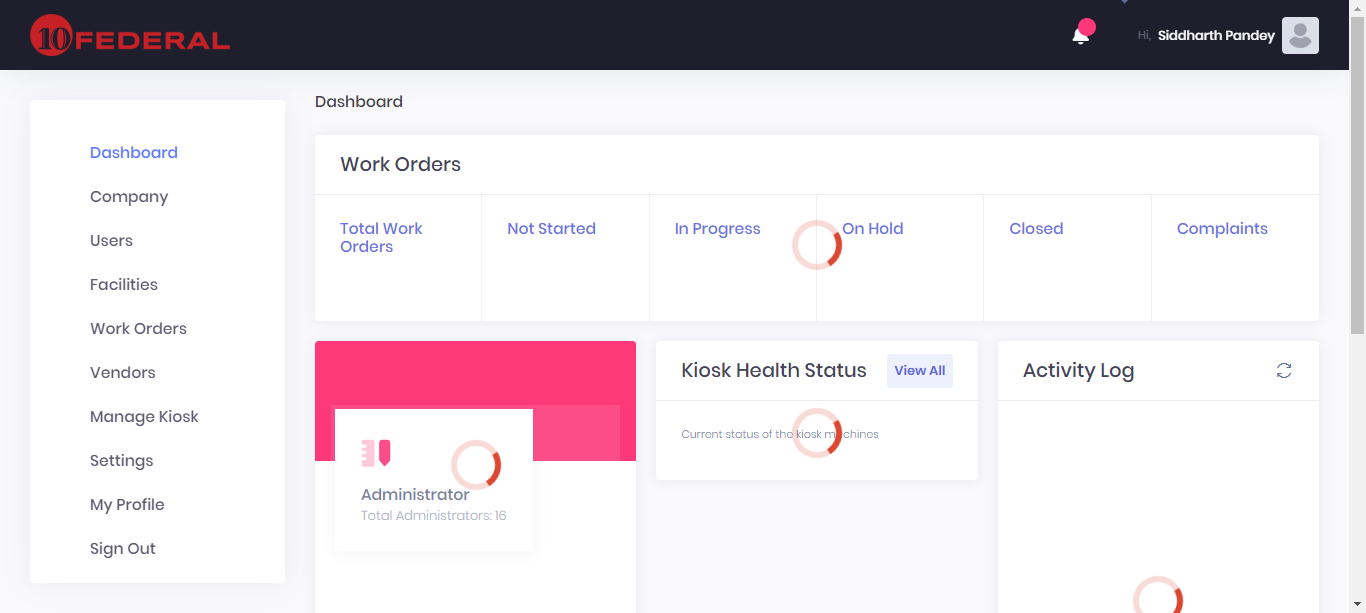 10 FEDERAL
Hi, Siddharth Pandey
Dashboard
Company
Users
Facilities
Work Orders
Vendors
Manage Kiosk
Settings
My Profile
Sign Out
Dashboard
Work Orders
Total Work
Orders
Not Started
In Progress
On Hold
Closed
Complaints
Administrator
Total Administrators: 16
Kiosk Health Status
View All
Current status of the kiosk machines
Activity Log